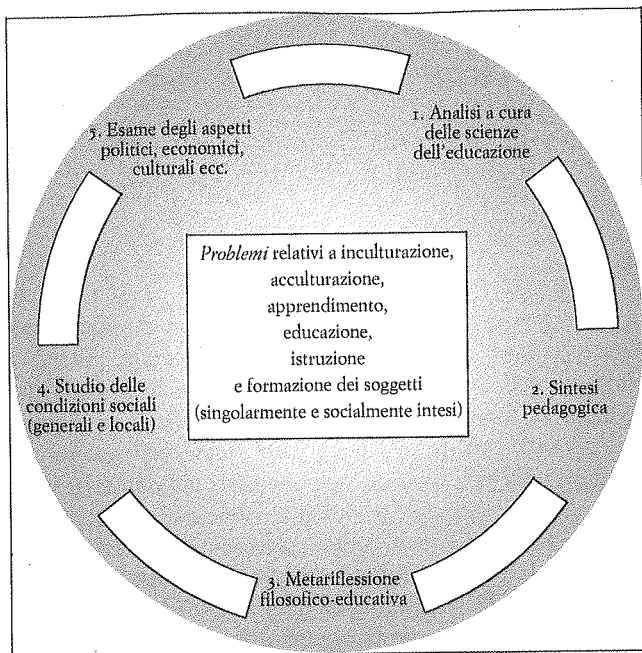 1. Analisi a cura
delle scienze
dell'educazione
2. Sintesi
pedagogica
3. Metariflessione
filosofico-educativa
4. Studio delle
condizioni sociali
(generali e locali)
5. Esame degli aspetti
politici, economici,
culturali ecc.
Problemi relativi a inculturazione,
acculturazione,
apprendimento,
educazione,
istruzione
e formazione dei soggetti
(singolarmente e socialmente intesi)